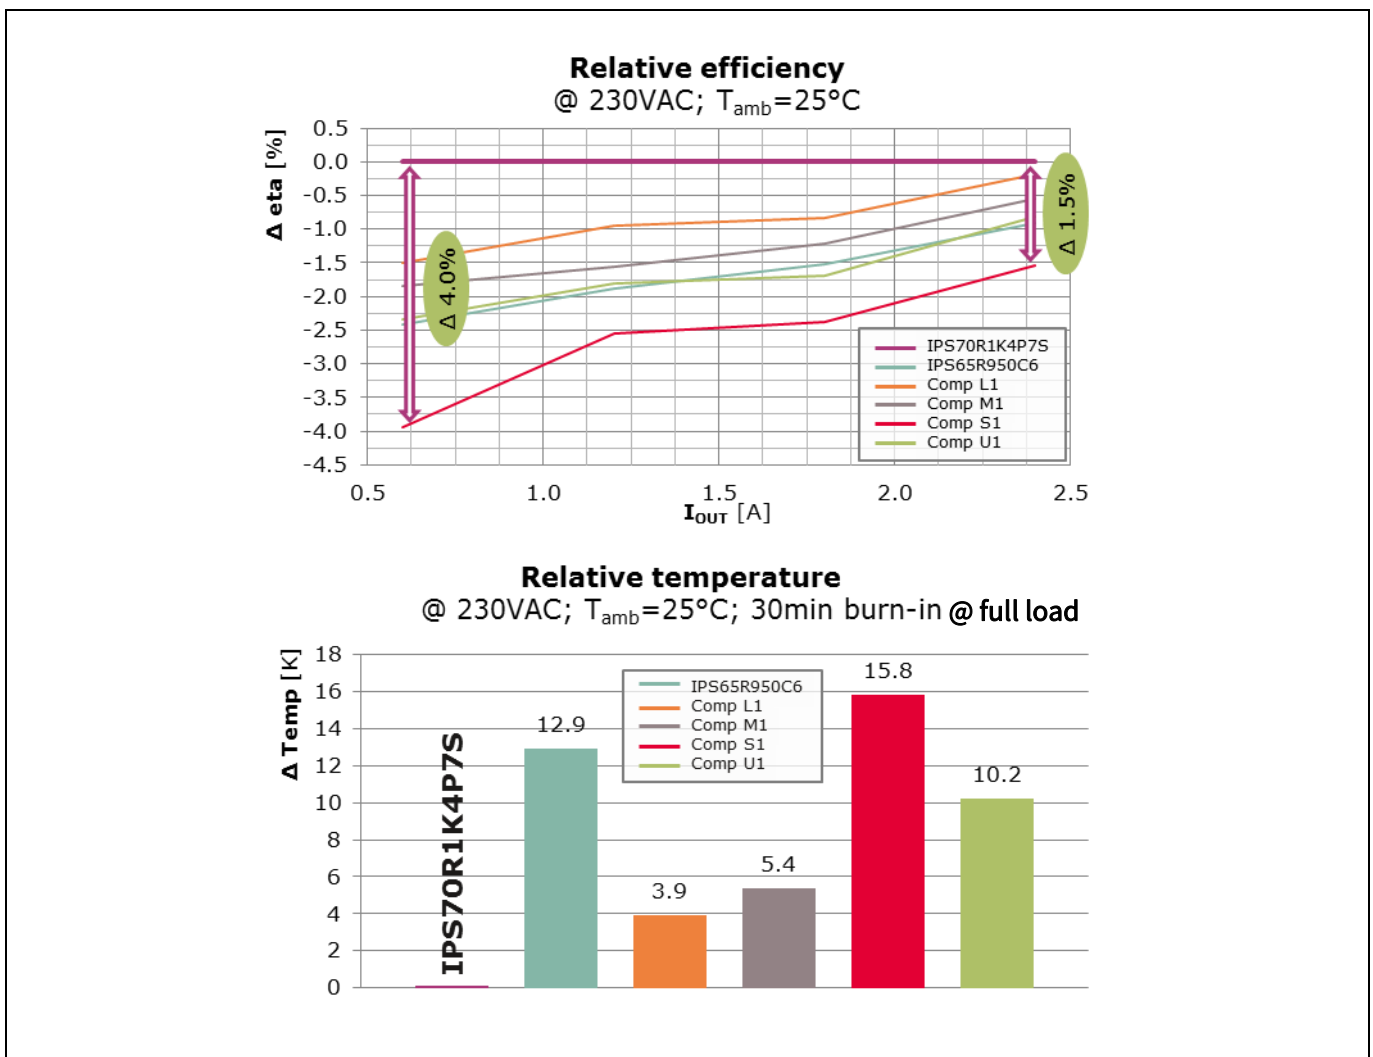 Relative efficiency
@ 230VAC; Tamb=25°C
Δ eta [%]
0.5
0.0
-0.5
-1.0
-1.5
-2.0
-2.5
-3.0
-3.5
-4.0
-4.5
Δ 4.0%
Δ 1.5%
IPS70R1K4P7S
IPS65R950C6
Comp L1
Comp M1
Comp S1
Comp U1
0.5 1.0 1.5 2.0 2.5
IOUT [A]
Relative temperature
@ 230VAC; Tamb=25°C; 30min burn-in @ full load
Δ Temp [K]
18
16
14
12
10
8
6
4
2
0
IPS70R1K4P7S
12.9
3.9
5.4
15.8
10.2
IPS65R950C6
Comp L1
Comp M1
Comp S1
Comp U1